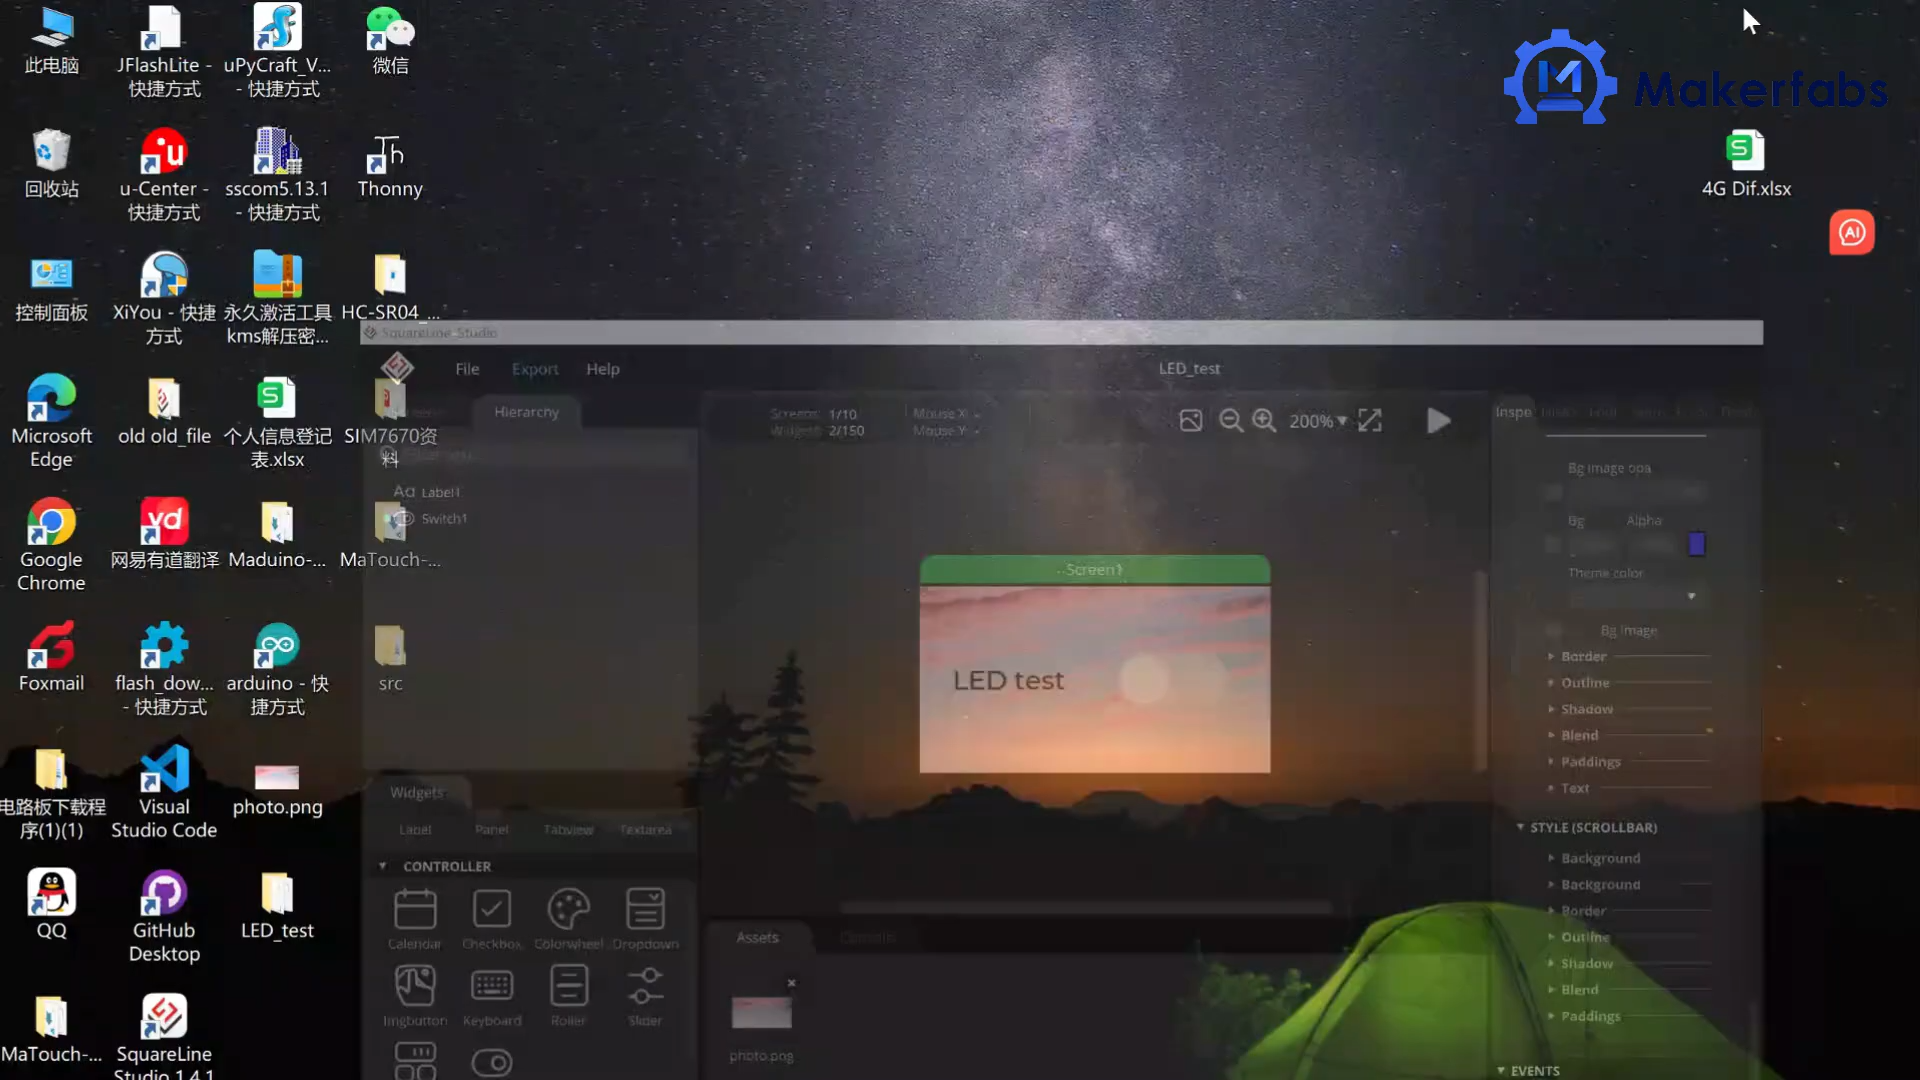 此电脑
JFlashLite -
快捷方式
uPyCraft_V...
- 快捷方式
微信
Makerfabs
回收站
u-Center -
快捷方式
sscom5.13.1
- 快捷方式
Th
Thonny
4G Dif.xlsx
AI
控制面板
XiYou - 快捷
方式
永久激活工具
kms解压密...
HC-SR04_...
SquareLine_Studio
File
Export
Help
LED_test
Microsoft
Edge
old old_file
个人信息登记
表.xlsx
SIM7670资
料
Hierarchy
Screens: 1/10
Widgets: 2/150
Mouse X: -
Mouse Y: -
200%
Inspe
Aa Label1
Switch1
Bg image opa
Bg
Alpha
Theme color
Bg Image
Border
Outline
Shadow
Blend
Paddings
Text
STYLE (SCROLLBAR)
Background
Background
Border
Outline
Shadow
Blend
Paddings
EVENTS
Google
Chrome
网易有道翻译
Maduino-...
MaTouch-...
Screen1
LED test
Foxmail
flash_dow...
- 快捷方式
arduino - 快
捷方式
src
电路板下载程
序(1)(1)
Visual
Studio Code
photo.png
Widgets
Label
Panel
Tabview
Textarea
CONTROLLER
Calendar
Checkbox
Colorwheel
Dropdown
Imgbutton
Keyboard
Roller
Slider
QQ
GitHub
Desktop
LED_test
Assets
Console
photo.png
MaTouch-...
SquareLine
Studio 1.4.1